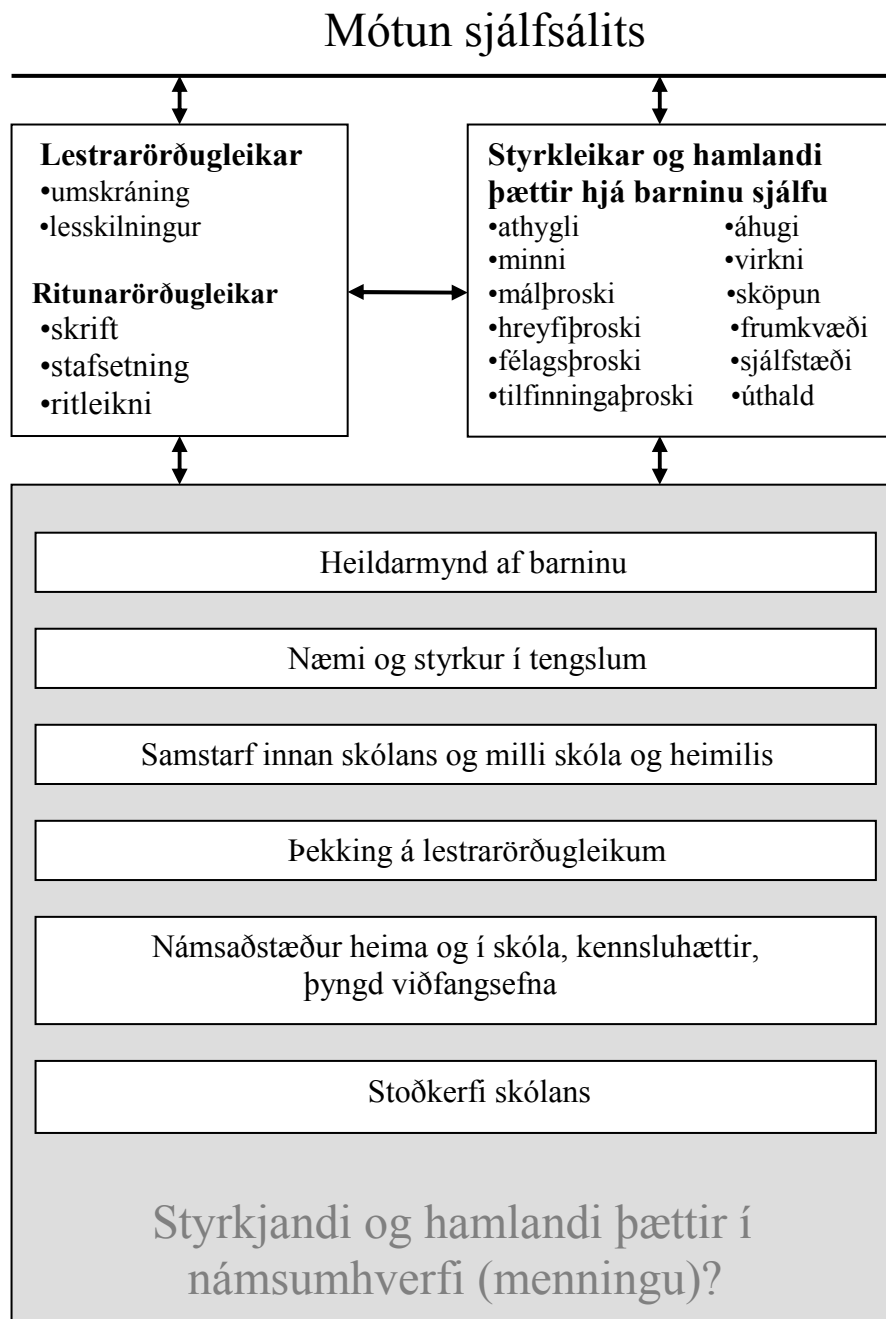 Mótun sjálfsálits
Lestrarörðugleikar
•umskráning
•lesskilningur
Ritunarörðugleikar
•skrift
•stafsetning
•ritleikni
Styrkleikar og hamlandi
þættir hjá barninu sjálfu
•athygli •áhugi
•minni •virkni
•málþroski •sköpun
•hreyfiþroski •frumkvæði
•félagsþroski •sjálfstæði
•tilfinningaþroski •úthald
Heildarmynd af barninu
Næmi og styrkur í tengslum
Samstarf innan skólans og milli skóla og heimilis
Þekking á lestrarörðugleikum
Námsaðstæður heima og í skóla, kennsluhættir,
þyngd viðfangsefna
Stoðkerfi skólans
Styrkjandi og hamlandi þættir í
námsumhverfi (menningu)?